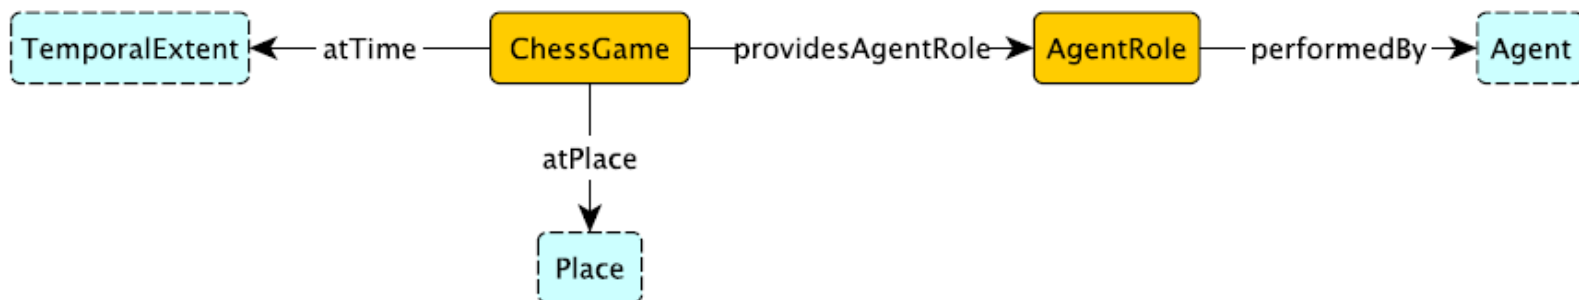 TemporalExtent atTime ChessGame providesAgentRole AgentRole performedBy Agent
atPlace
Place